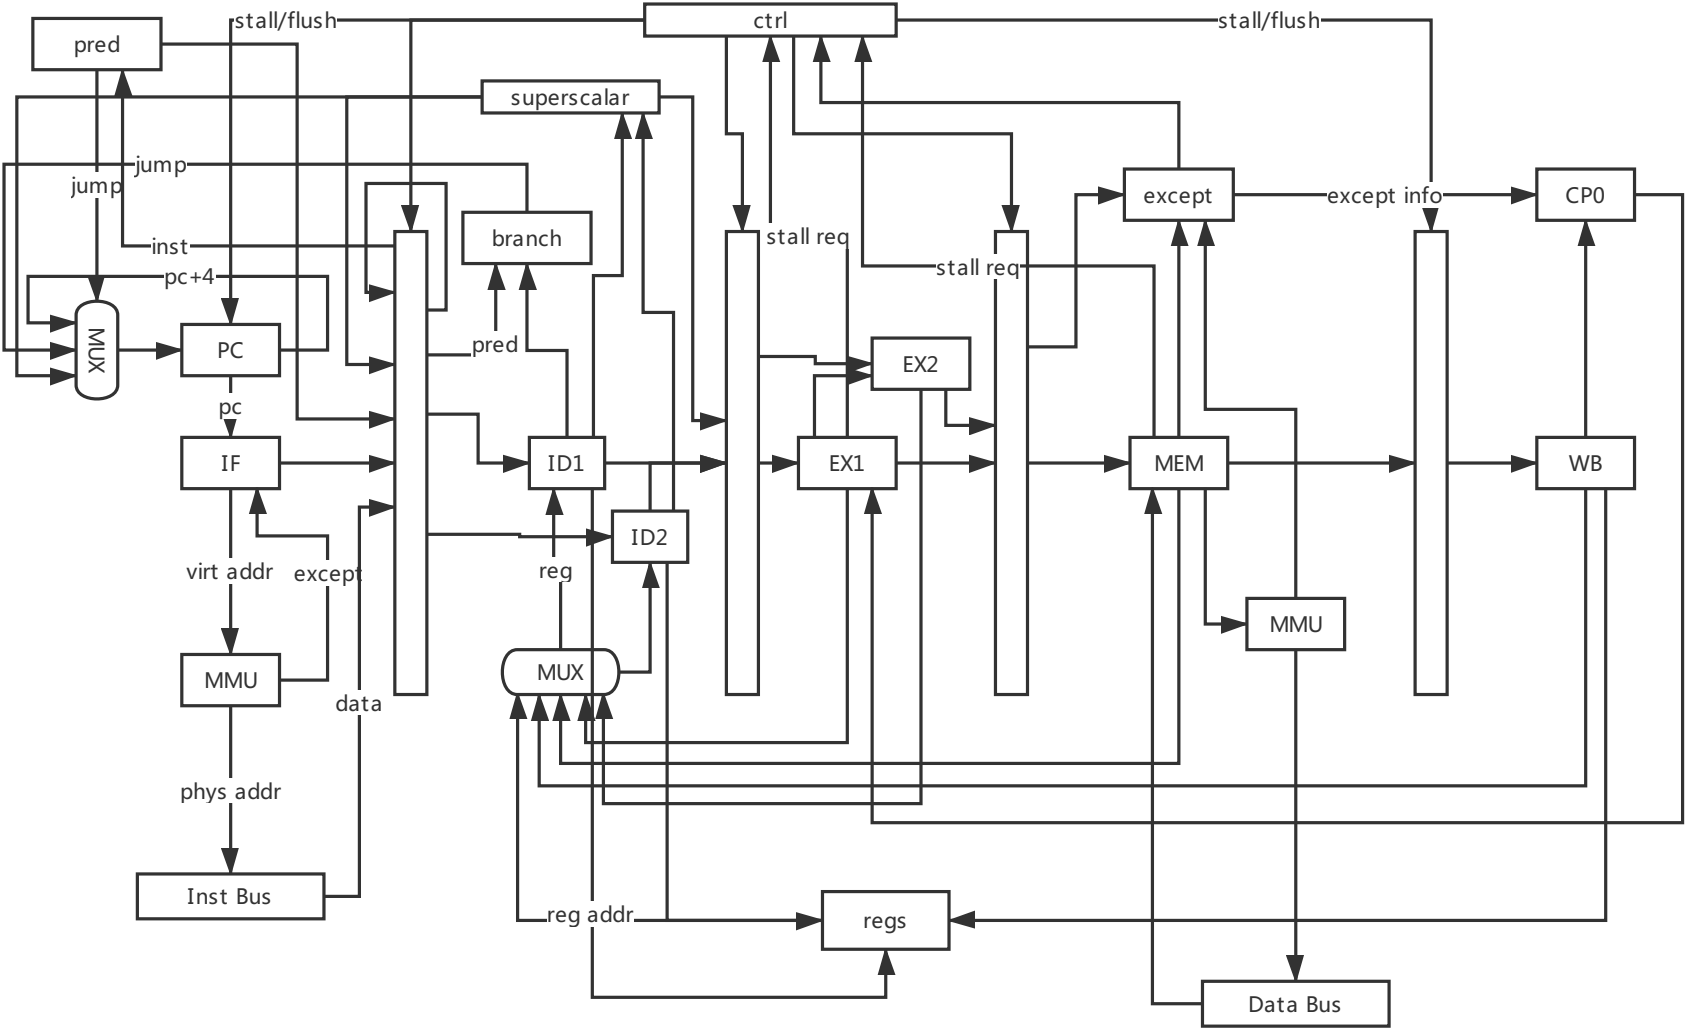 stall/flush
ctrl
stall/flush
pred
superscalar
jump
jump
except
except info
CP0
inst
branch
stall req
stall req
pc+4
MUX
PC
pred
EX2
pc
IF
ID1
EX1
MEM
WB
ID2
virt addr
except
reg
MMU
MMU
MUX
data
phys addr
Inst Bus
reg addr
regs
Data Bus